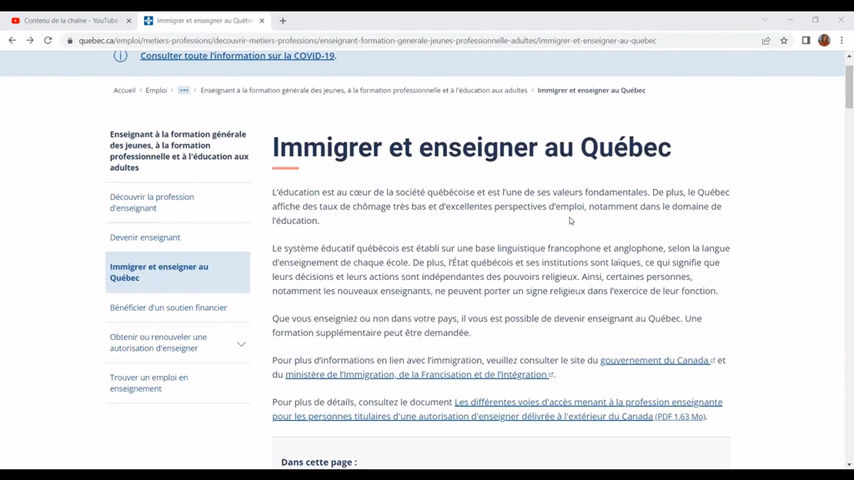 Contenu de la chaîne - YouTube
Immigrer et enseigner au Québe
quebec.ca/emploi/metiers-professions/decouvrir-metiers-professions/enseignant-formation-generale-jeunes-professionnelle-adultes/immigrer-et-enseigner-au-quebec
Consulter toute l'information sur la COVID-19.
Accueil < Emploi < ... < Enseignant à la formation générale des jeunes, à la formation professionnelle et à l'éducation aux adultes < Immigrer et enseigner au Québec
Enseignant à la formation générale
des jeunes, à la formation
professionnelle et à l'éducation aux
adultes
Découvrir la profession
d'enseignant
Devenir enseignant
Immigrer et enseigner au
Québec
Bénéficier d'un soutien financier
Obtenir ou renouveler une
autorisation d'enseigner
Trouver un emploi en
enseignement
Immigrer et enseigner au Québec
L'éducation est au cœur de la société québécoise et est l'une de ses valeurs fondamentales. De plus, le Québec
affiche des taux de chômage très bas et d'excellentes perspectives d'emploi, notamment dans le domaine de
l'éducation.
Le système éducatif québécois est établi sur une base linguistique francophone et anglophone, selon la langue
d'enseignement de chaque école. De plus, l'État québécois et ses institutions sont laïques, ce qui signifie que
leurs décisions et leurs actions sont indépendantes des pouvoirs religieux. Ainsi, certaines personnes,
notamment les nouveaux enseignants, ne peuvent porter un signe religieux dans l'exercice de leur fonction.
Que vous enseigniez ou non dans votre pays, il vous est possible de devenir enseignant au Québec. Une
formation supplémentaire peut être demandée.
Pour plus d'informations en lien avec l'immigration, veuillez consulter le site du gouvernement du Canada et
du ministère de l'Immigration, de la Francisation et de l'Intégration.
Pour plus de détails, consultez le document Les différentes voies d'accès menant à la profession enseignante
pour les personnes titulaires d'une autorisation d'enseigner délivrée à l'extérieur du Canada (PDF 1.63 Mo).
Dans cette page :